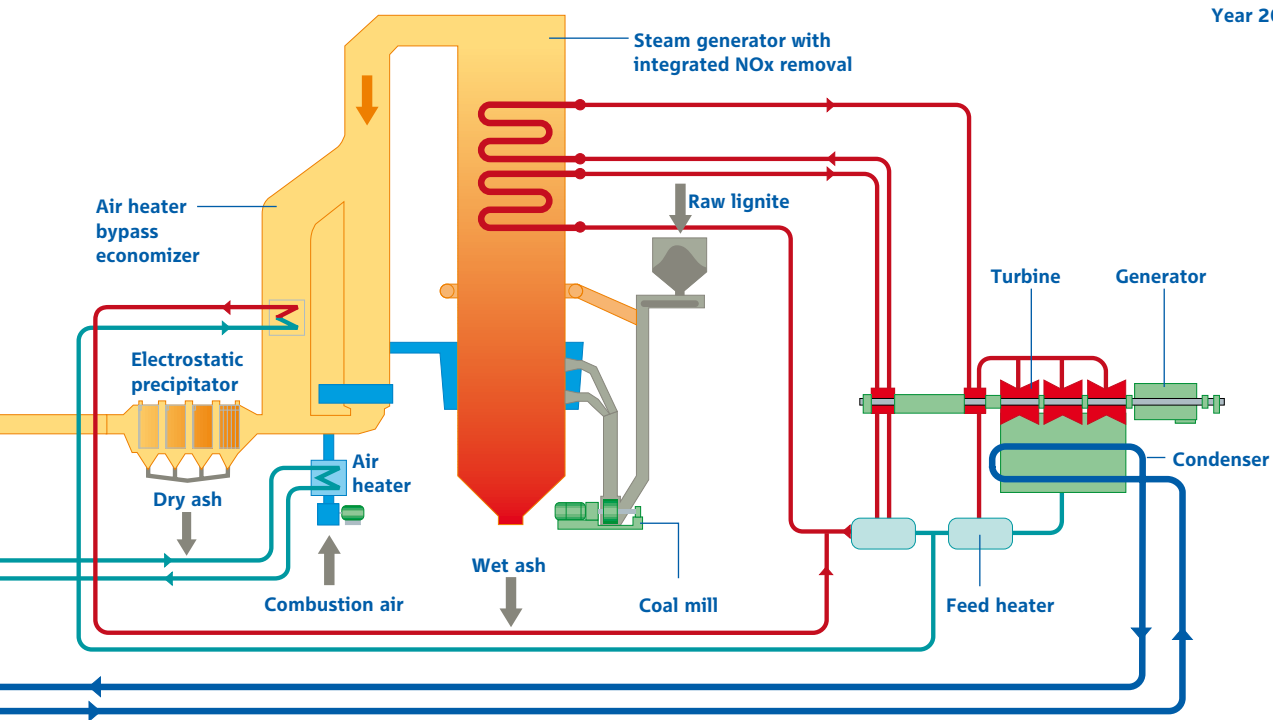 Year 20
Steam generator with
integrated NOx removal
Raw lignite
Air heater
bypass
economizer
Turbine
Generator
Electrostatic
precipitator
Air
heater
Condenser
Dry ash
Wet ash
Combustion air
Coal mill
Feed heater